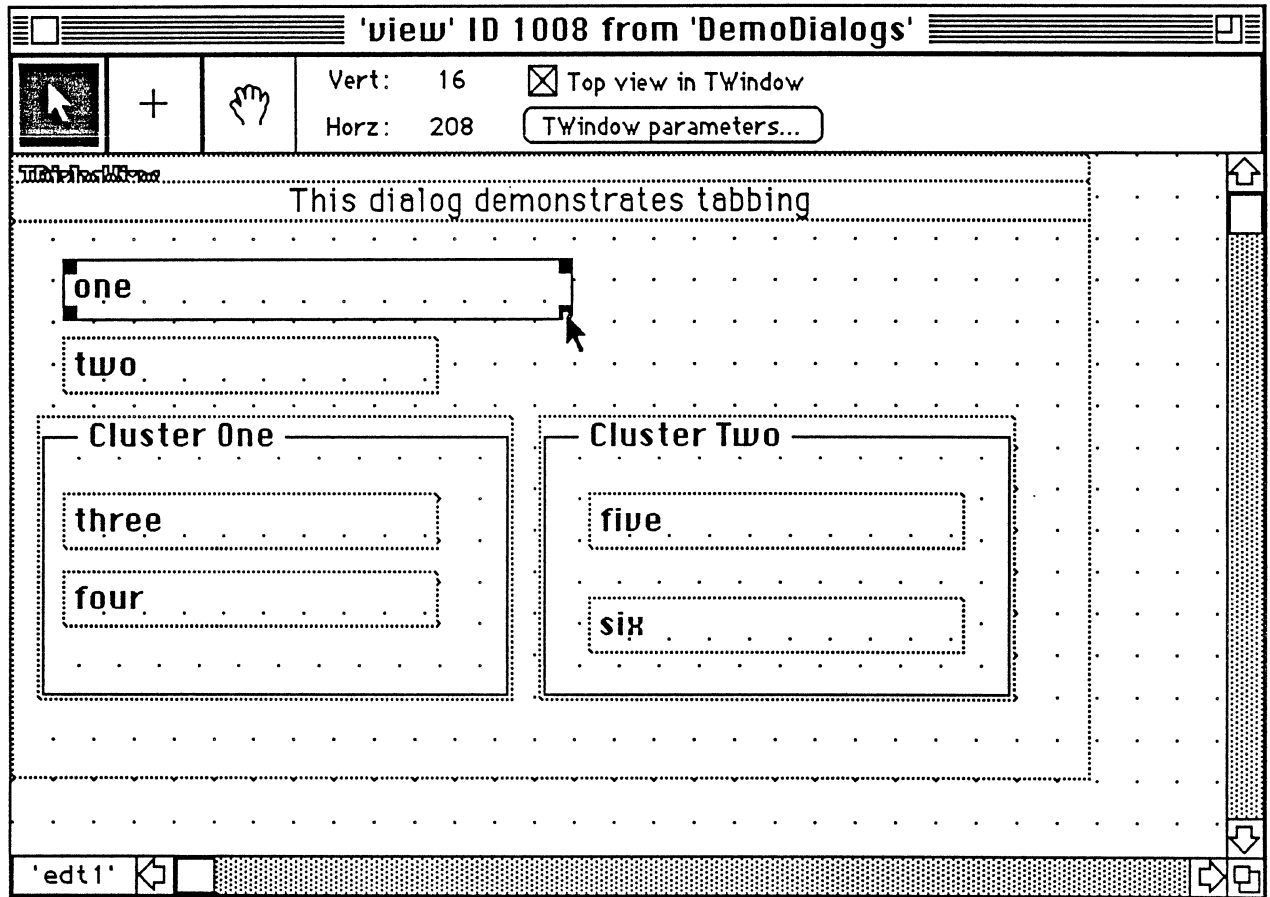 'view' ID 1008 from 'DemoDialogs'
Vert: 16
Top view in TWindow
Horz: 208
TWindow parameters...
TDialogView
This dialog demonstrates tabbing
one
two
Cluster One
Cluster Two
three
five
four
six
'edt1'